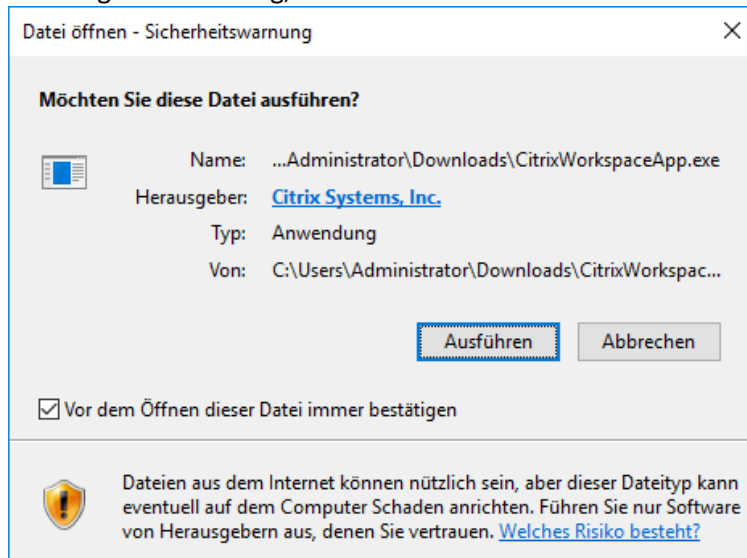 Datei öffnen - Sicherheitswarnung
Möchten Sie diese Datei ausführen?
Name: ...Administrator\Downloads\CitrixWorkspaceApp.exe
Herausgeber: Citrix Systems, Inc.
Typ: Anwendung
Von: C:\Users\Administrator\Downloads\CitrixWorkspac...
Ausführen Abbrechen
Vor dem Öffnen dieser Datei immer bestätigen
Dateien aus dem Internet können nützlich sein, aber dieser Dateityp kann
eventuell auf dem Computer Schaden anrichten. Führen Sie nur Software
von Herausgebern aus, denen Sie vertrauen. Welches Risiko besteht?